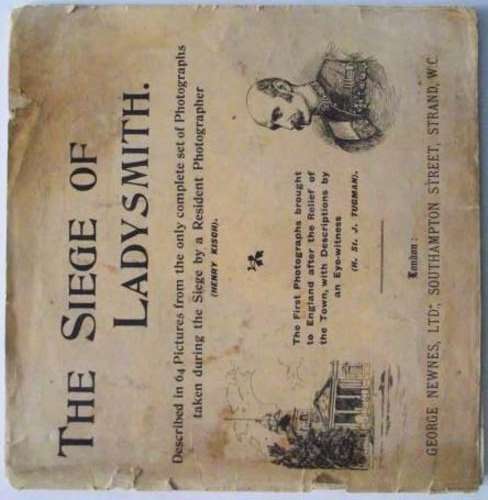 THE SIEGE OF
LADYSMITH.
Described in 64 Pictures from the only complete set of Photographs
taken during the Siege by a Resident Photographer
(HENRY KISCH).
The First Photographs brought
to England after the Relief of
the Town, with Descriptions by
an Eye-witness
(H. St. J. TUGMAN).
London:
GEORGE NEWNES, LTD., SOUTHAMPTON STREET, STRAND, W.C.